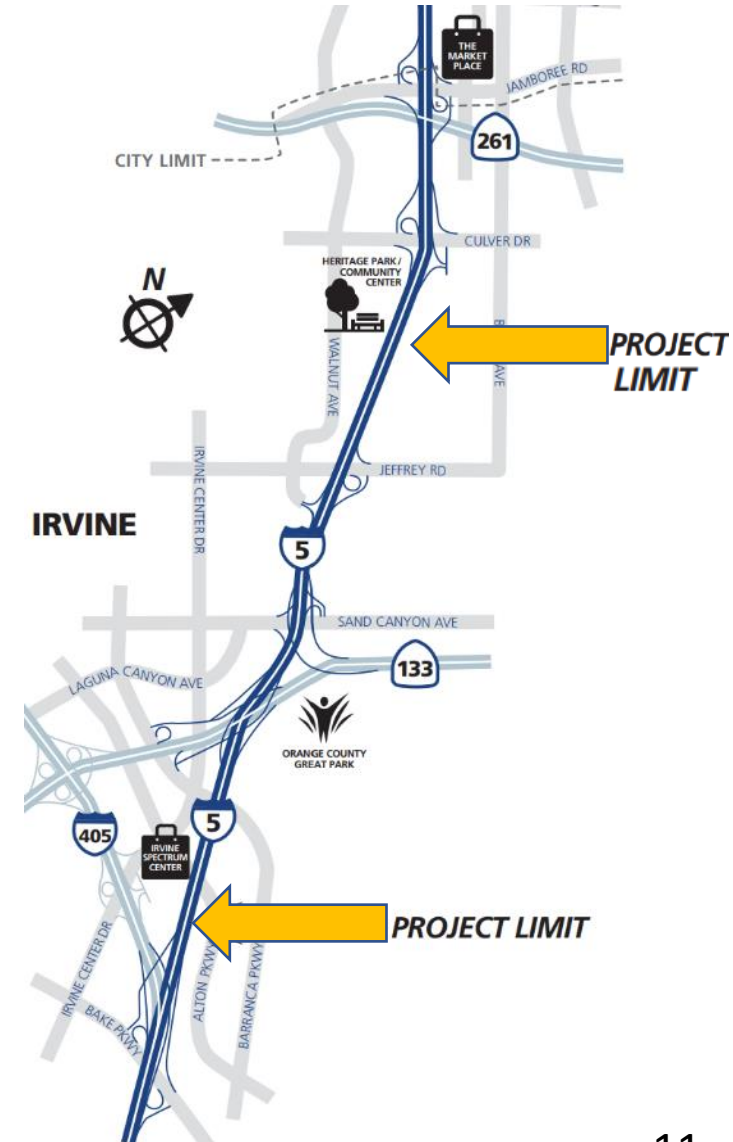 THE
MARKET
PLACE
JAMBOREE RD
261
CITY LIMIT
CULVER DR
HERITAGE PARK /
COMMUNITY
CENTER
N
PROJECT
LIMIT
AVE
WALNUT AVE
IRVINE CENTER DR
JEFFREY RD
IRVINE
5
SAND CANYON AVE
133
LAGUNA CANYON AVE
ORANGE COUNTY
GREAT PARK
405
5
IRVINE
SPECTRUM
CENTER
PROJECT LIMIT
IRVINE CENTER DR
ALTON PKWY
BARRANCA PKWY
BAKE PKWY